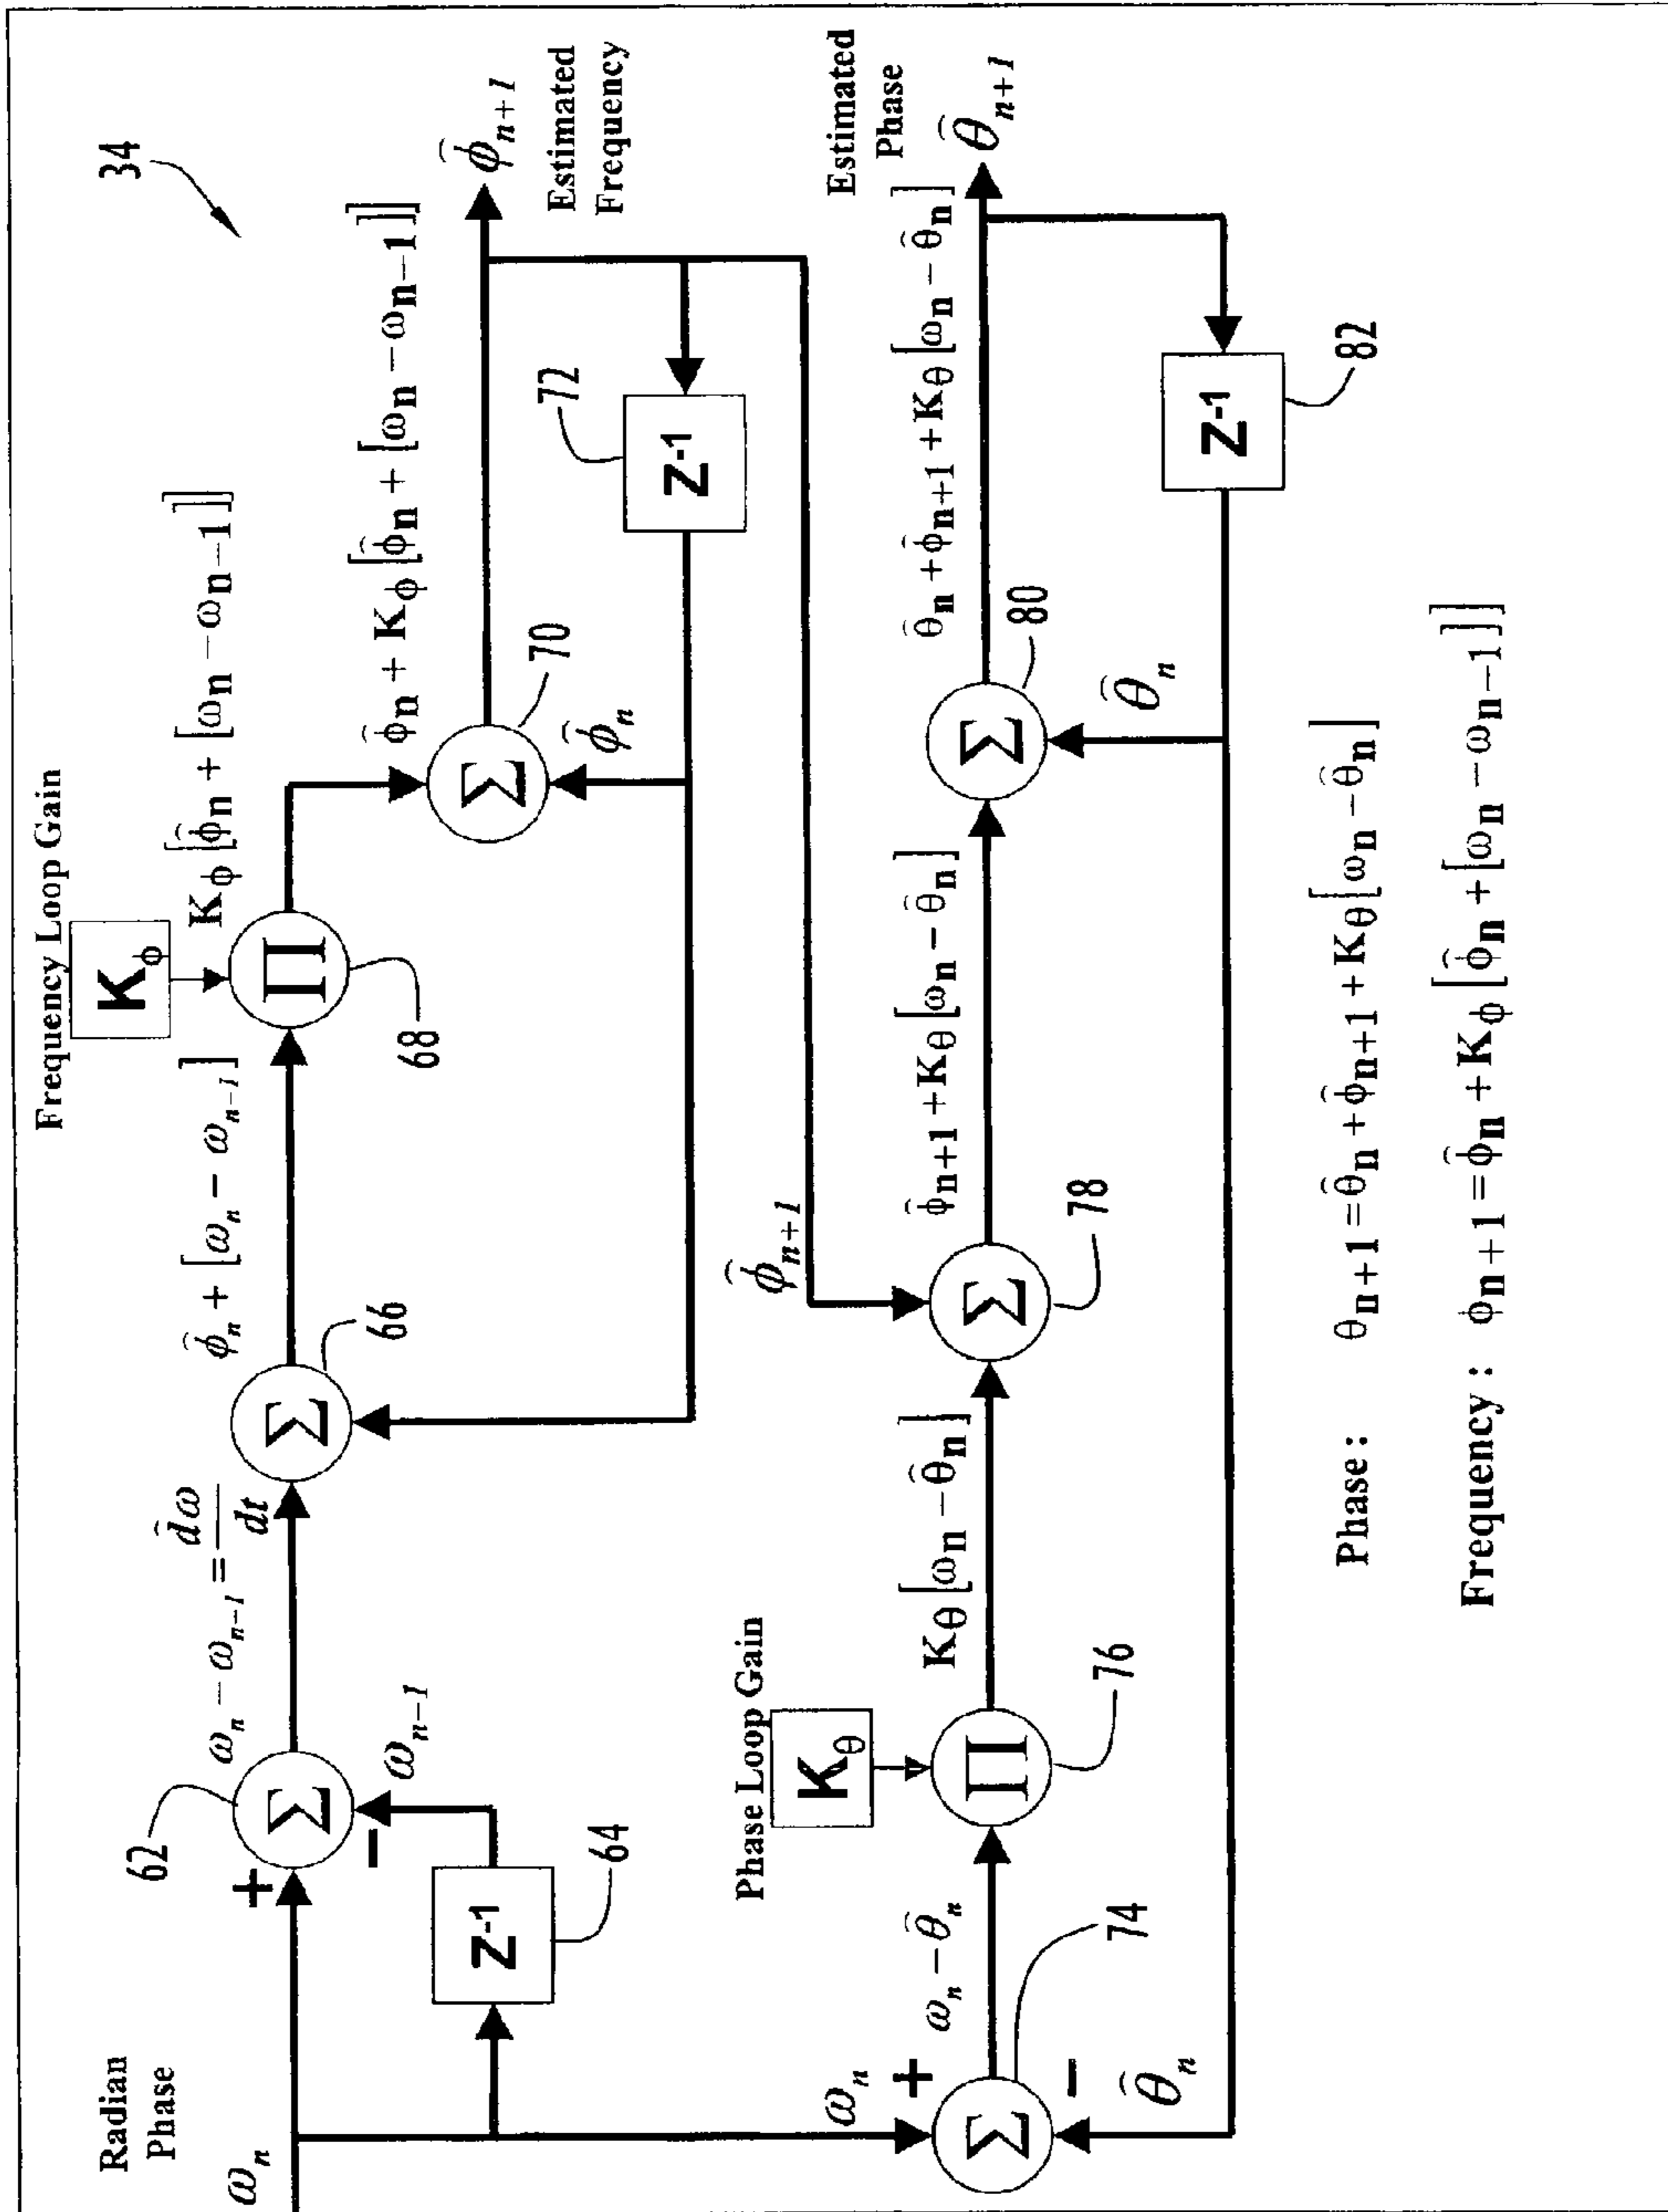 34
Frequency Loop Gain
K_ϕ
Radian
Phase
ω_n
+
62
Σ
−
ω_{n−1}
Z⁻¹
64
ω_n − ω_{n−1} = d̂ω/dt
Σ
66
ϕ̂_n + [ω_n − ω_{n−1}]
Π
68
K_ϕ[ϕ̂_n + [ω_n − ω_{n−1}]]
Σ
70
ϕ̂_n
ϕ̂_n + K_ϕ[ϕ̂_n + [ω_n − ω_{n−1}]]
Z⁻¹
72
ϕ̂_{n+1}
Estimated
Frequency
ω_n
+
Σ
74
−
θ̂_n
ω_n − θ̂_n
Phase Loop Gain
K_θ
Π
76
K_θ[ω_n − θ̂_n]
ϕ̂_{n+1}
Σ
78
ϕ̂_{n+1} + K_θ[ω_n − θ̂_n]
Σ
80
θ̂_n
θ̂_n + ϕ̂_{n+1} + K_θ[ω_n − θ̂_n]
Z⁻¹
82
Estimated
Phase
θ̂_{n+1}
Phase : θ_{n+1} = θ̂_n + ϕ̂_{n+1} + K_θ[ω_n − θ̂_n]
Frequency : ϕ_{n+1} = ϕ̂_n + K_ϕ[ϕ̂_n + [ω_n − ω_{n−1}]]